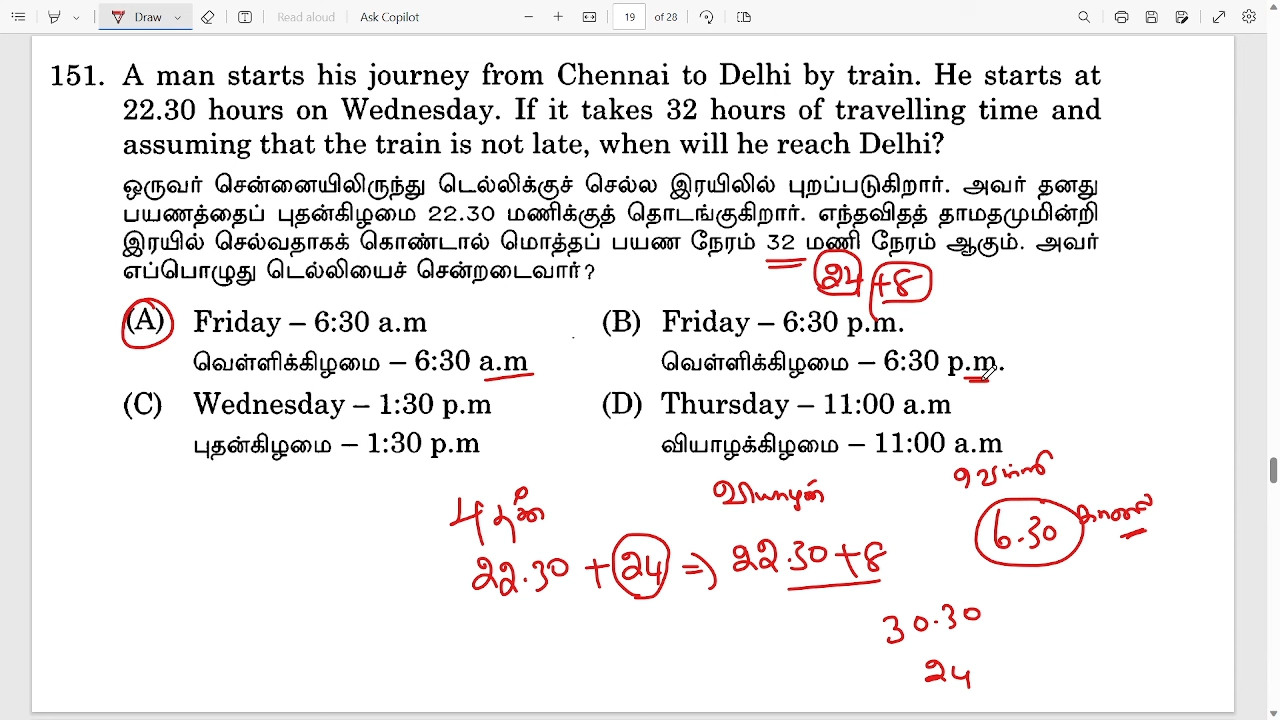 Draw
Read aloud
Ask Copilot
19 of 28
151. A man starts his journey from Chennai to Delhi by train. He starts at
22.30 hours on Wednesday. If it takes 32 hours of travelling time and
assuming that the train is not late, when will he reach Delhi?
ஒருவர் சென்னையிலிருந்து டெல்லிக்குச் செல்ல இரயிலில் புறப்படுகிறார். அவர் தனது
பயணத்தைப் புதன்கிழமை 22.30 மணிக்குத் தொடங்குகிறார். எந்தவிதத் தாமதமுமின்றி
இரயில் செல்வதாகக் கொண்டால் மொத்தப் பயண நேரம் 32 மணி நேரம் ஆகும். அவர்
எப்பொழுது டெல்லியைச் சென்றடைவார்?
24 +8
(A) Friday – 6:30 a.m
வெள்ளிக்கிழமை – 6:30 a.m
(B) Friday – 6:30 p.m.
வெள்ளிக்கிழமை – 6:30 p.m.
(C) Wednesday – 1:30 p.m
புதன்கிழமை – 1:30 p.m
(D) Thursday – 11:00 a.m
வியாழக்கிழமை – 11:00 a.m
வியாழன்
22.30 + 24 => 22.30 + 8
6.30
30.30
24